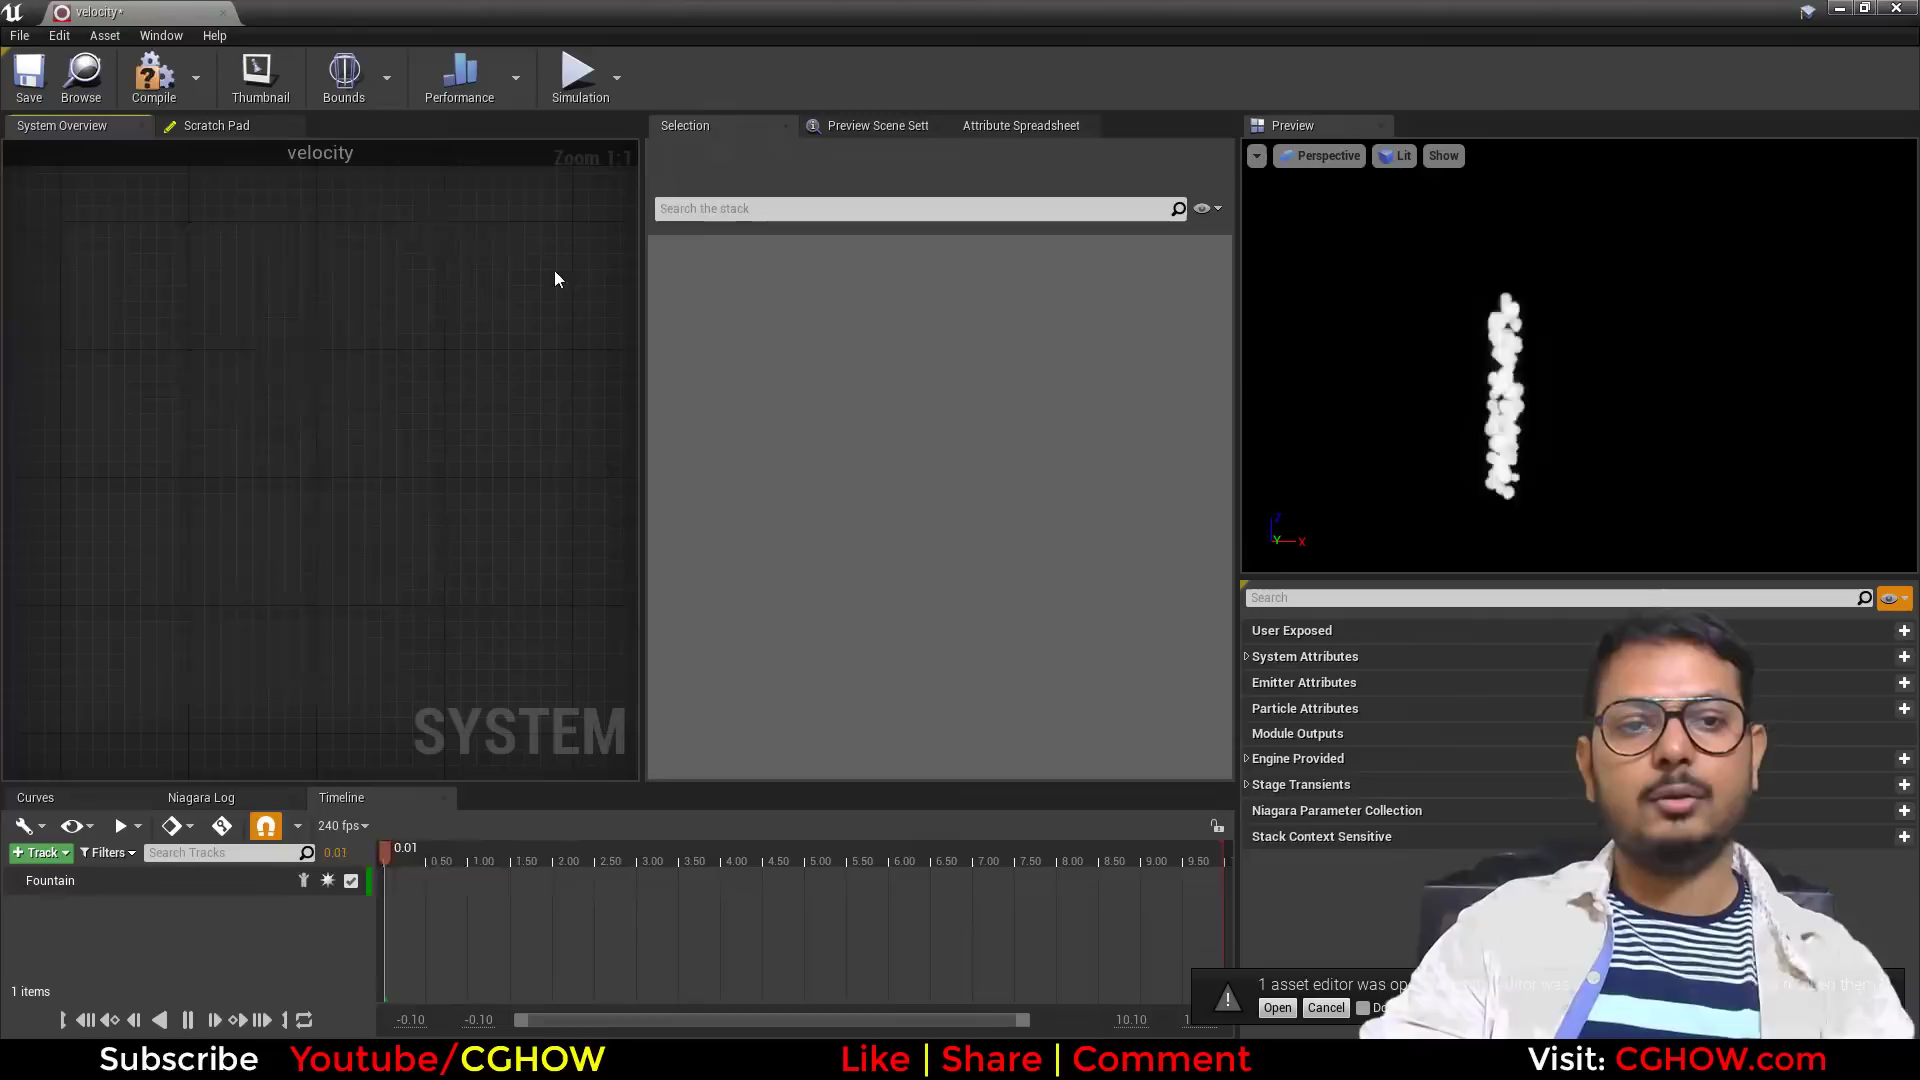 velocity*
File Edit Asset Window Help
Save Browse Compile Thumbnail Bounds Performance Simulation
System Overview Scratch Pad Selection Preview Scene Sett Attribute Spreadsheet Preview
velocity
Zoom 1:1
Perspective Lit Show
Search the stack
Z
Y X
SYSTEM
Search
User Exposed
System Attributes
Emitter Attributes
Particle Attributes
Module Outputs
Engine Provided
Stage Transients
Niagara Parameter Collection
Stack Context Sensitive
Curves Niagara Log Timeline
240 fps
Track Filters Search Tracks 0.01 0.01
0.50 1.00 1.50 2.00 2.50 3.00 3.50 4.00 4.50 5.00 5.50 6.00 6.50 7.00 7.50 8.00 8.50 9.00 9.50
Fountain
1 items
1 asset editor was op
Open Cancel
-0.10 -0.10 10.10
Subscribe Youtube/CGHOW Like | Share | Comment Visit: CGHOW.com